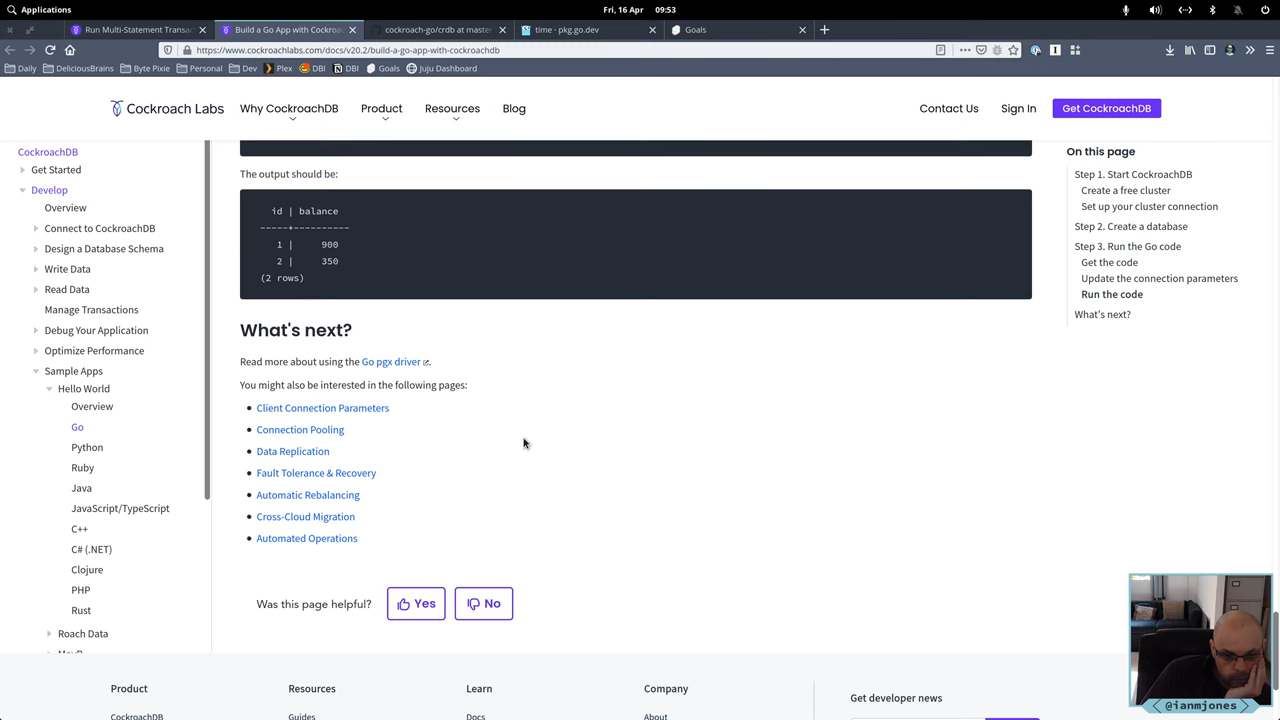 Applications
Fri, 16 Apr 09:53
Run Multi-Statement Transac
Build a Go App with Cockroa
cockroach-go/crdb at master
time · pkg.go.dev
Goals
https://www.cockroachlabs.com/docs/v20.2/build-a-go-app-with-cockroachdb
Daily
DeliciousBrains
Byte Pixie
Personal
Dev
Plex
DBI
DBI
Goals
Juju Dashboard
Cockroach Labs
Why CockroachDB
Product
Resources
Blog
Contact Us
Sign In
Get CockroachDB
CockroachDB
Get Started
Develop
Overview
Connect to CockroachDB
Design a Database Schema
Write Data
Read Data
Manage Transactions
Debug Your Application
Optimize Performance
Sample Apps
Hello World
Overview
Go
Python
Ruby
Java
JavaScript/TypeScript
C++
C# (.NET)
Clojure
PHP
Rust
Roach Data
The output should be:
id | balance
-----+----------
1 | 900
2 | 350
(2 rows)
What's next?
Read more about using the Go pgx driver.
You might also be interested in the following pages:
Client Connection Parameters
Connection Pooling
Data Replication
Fault Tolerance & Recovery
Automatic Rebalancing
Cross-Cloud Migration
Automated Operations
Was this page helpful?
Yes
No
On this page
Step 1. Start CockroachDB
Create a free cluster
Set up your cluster connection
Step 2. Create a database
Step 3. Run the Go code
Get the code
Update the connection parameters
Run the code
What's next?
Product
Resources
Learn
Company
Get developer news
CockroachDB
Guides
Docs
About
@ianmjones